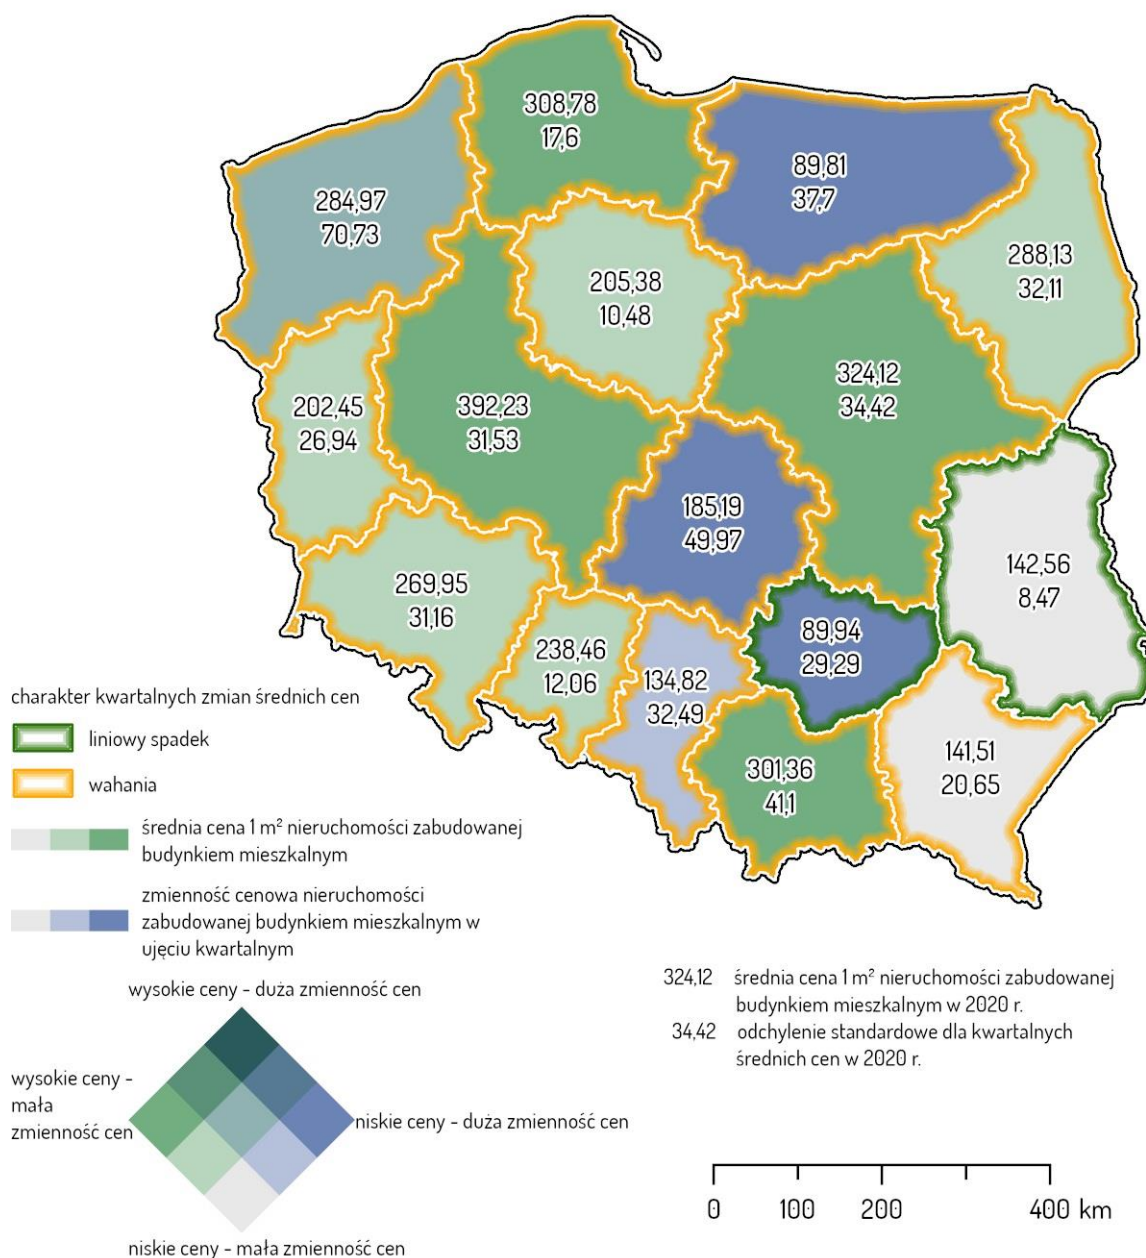 308,78
17,6
89,81
37,7
284,97
70,73
288,13
32,11
205,38
10,48
324,12
34,42
202,45
26,94
392,23
31,53
185,19
49,97
142,56
8,47
269,95
31,16
89,94
29,29
238,46
12,06
134,82
32,49
141,51
20,65
301,36
41,1
charakter kwartalnych zmian średnich cen
liniowy spadek
wahania
średnia cena 1 m² nieruchomości zabudowanej
budynkiem mieszkalnym
zmienność cenowa nieruchomości
zabudowanej budynkiem mieszkalnym w
ujęciu kwartalnym
wysokie ceny - duża zmienność cen
wysokie ceny -
mała
zmienność cen
niskie ceny - duża zmienność cen
niskie ceny - mała zmienność cen
324,12 średnia cena 1 m² nieruchomości zabudowanej
budynkiem mieszkalnym w 2020 r.
34,42 odchylenie standardowe dla kwartalnych
średnich cen w 2020 r.
0 100 200 400 km